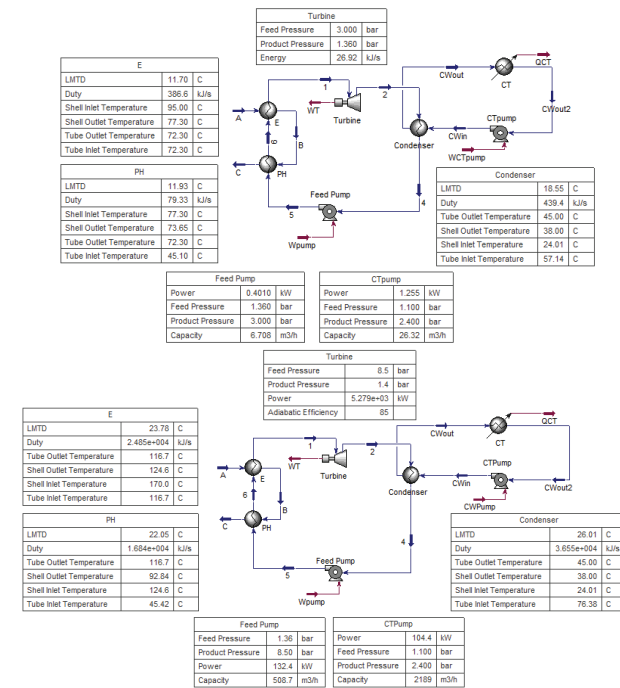 Turbine
Feed Pressure 3.000 bar
Product Pressure 1.360 bar
Energy 26.92 kJ/s
E
LMTD 11.70 C
Duty 386.6 kJ/s
Shell Inlet Temperature 95.00 C
Shell Outlet Temperature 77.30 C
Tube Outlet Temperature 72.30 C
Tube Inlet Temperature 72.30 C
PH
LMTD 11.93 C
Duty 79.33 kJ/s
Shell Inlet Temperature 77.30 C
Shell Outlet Temperature 73.65 C
Tube Outlet Temperature 72.30 C
Tube Inlet Temperature 45.10 C
A
E
1
WT
Turbine
2
CWout
QCT
CT
CWout2
CTpump
CWin
WCTpump
Condenser
6
B
C
PH
Feed Pump
5
Wpump
4
Condenser
LMTD 18.55 C
Duty 439.4 kJ/s
Tube Outlet Temperature 45.00 C
Shell Outlet Temperature 38.00 C
Shell Inlet Temperature 24.01 C
Tube Inlet Temperature 57.14 C
Feed Pump
Power 0.4010 kW
Feed Pressure 1.360 bar
Product Pressure 3.000 bar
Capacity 6.708 m3/h
CTpump
Power 1.255 kW
Feed Pressure 1.100 bar
Product Pressure 2.400 bar
Capacity 26.32 m3/h
Turbine
Feed Pressure 8.5 bar
Product Pressure 1.4 bar
Power 5.279e+03 kW
Adiabatic Efficiency 85
E
LMTD 23.78 C
Duty 2.485e+004 kJ/s
Tube Outlet Temperature 116.7 C
Shell Outlet Temperature 124.6 C
Shell Inlet Temperature 170.0 C
Tube Inlet Temperature 116.7 C
PH
LMTD 22.05 C
Duty 1.684e+004 kJ/s
Tube Outlet Temperature 116.7 C
Shell Outlet Temperature 92.84 C
Shell Inlet Temperature 124.6 C
Tube Inlet Temperature 45.42 C
A
E
1
WT
Turbine
2
CWout
QCT
CT
CTPump
CWin
CWout2
CWPump
Condenser
6
B
C
PH
Feed Pump
5
Wpump
4
Condenser
LMTD 26.01 C
Duty 3.655e+004 kJ/s
Tube Outlet Temperature 45.00 C
Shell Outlet Temperature 38.00 C
Shell Inlet Temperature 24.01 C
Tube Inlet Temperature 76.38 C
Feed Pump
Feed Pressure 1.36 bar
Product Pressure 8.50 bar
Power 132.4 kW
Capacity 508.7 m3/h
CTPump
Power 104.4 kW
Feed Pressure 1.100 bar
Product Pressure 2.400 bar
Capacity 2189 m3/h